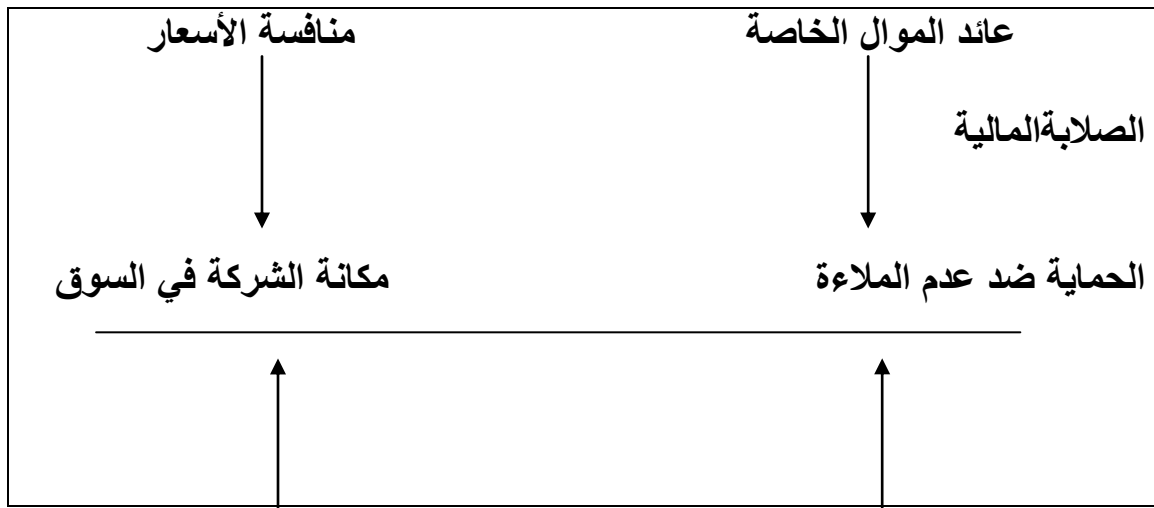 عائد الموال الخاصة
منافسة الأسعار
الصلابةالمالية
الحماية ضد عدم الملاءة
مكانة الشركة في السوق